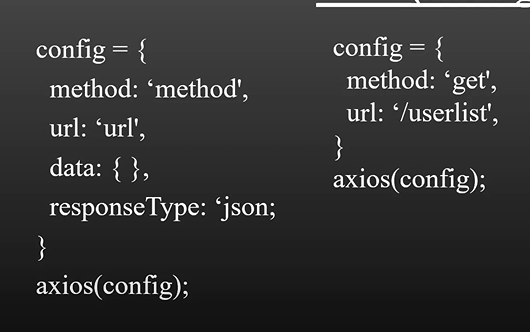 config = {
method: ‘method',
url: ‘url',
data: { },
responseType: ‘json;
}
axios(config);
config = {
method: ‘get',
url: ‘/userlist',
}
axios(config);